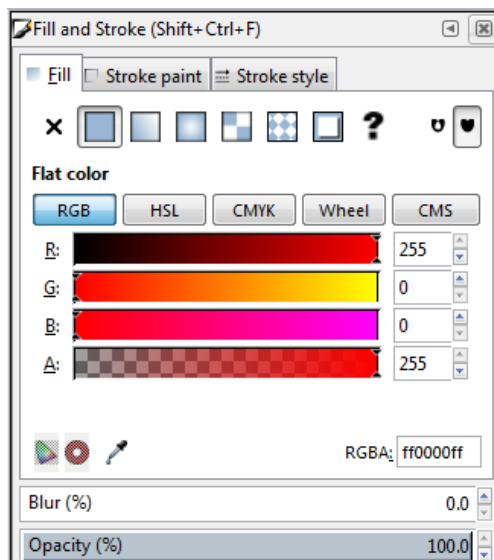 Fill and Stroke (Shift+Ctrl+F)
Fill Stroke paint Stroke style
?
Flat color
RGB HSL CMYK Wheel CMS
R: 255
G: 0
B: 0
A: 255
RGBA: ff0000ff
Blur (%) 0.0
Opacity (%) 100.0